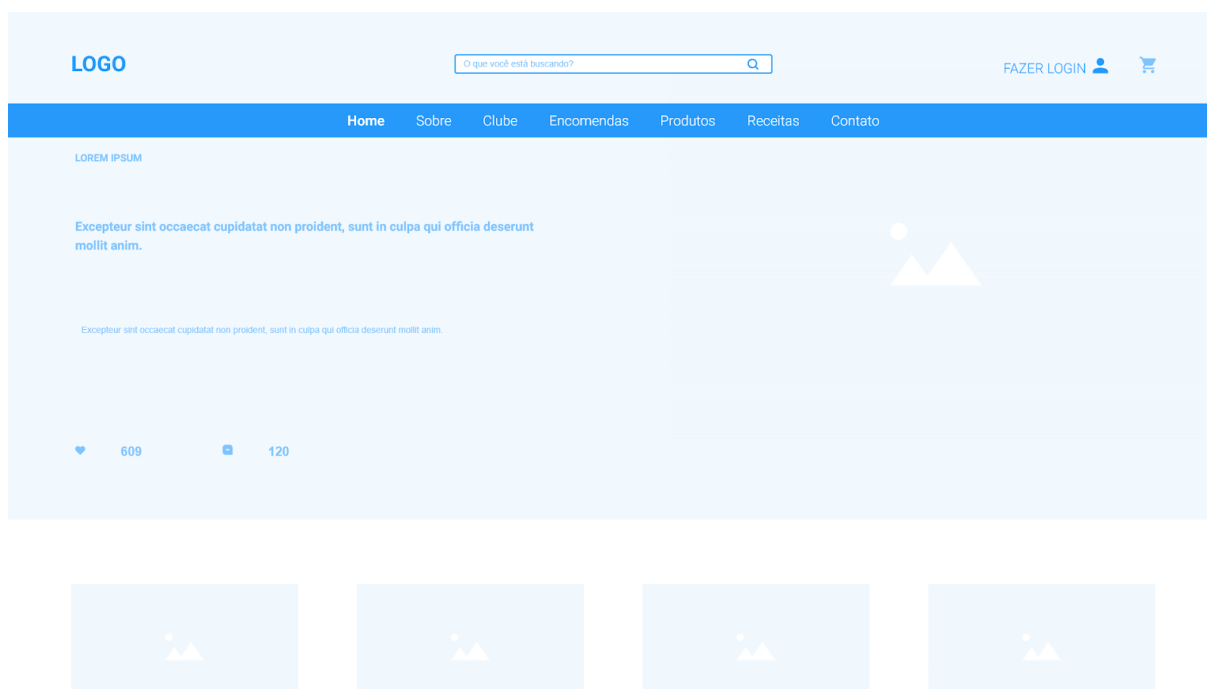 LOGO
O que você está buscando?
FAZER LOGIN
Home Sobre Clube Encomendas Produtos Receitas Contato
LOREM IPSUM
Excepteur sint occaecat cupidatat non proident, sunt in culpa qui officia deserunt
mollit anim.
Excepteur sint occaecat cupidatat non proident, sunt in culpa qui officia deserunt mollit anim.
609 120